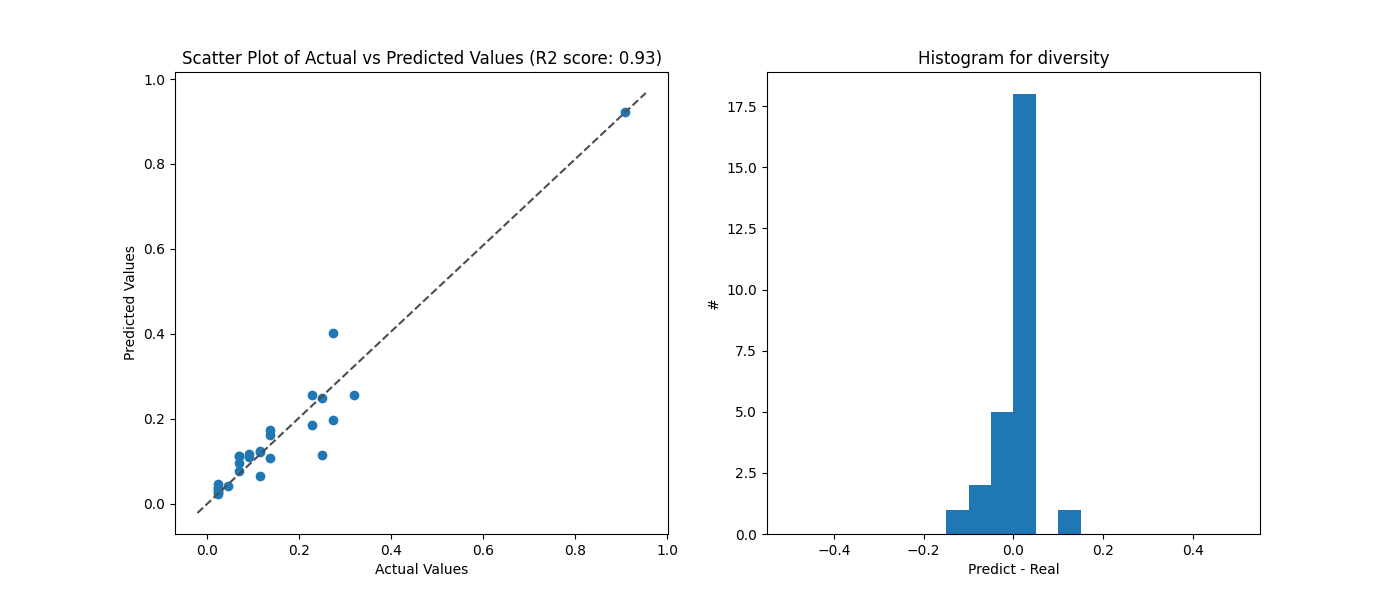 Scatter Plot of Actual vs Predicted Values (R2 score: 0.93)
1.0
0.8
0.6
0.4
0.2
0.0
Predicted Values
0.0 0.2 0.4 0.6 0.8 1.0
Actual Values
Histogram for diversity
17.5
15.0
12.5
10.0
7.5
5.0
2.5
0.0
#
−0.4 −0.2 0.0 0.2 0.4
Predict - Real